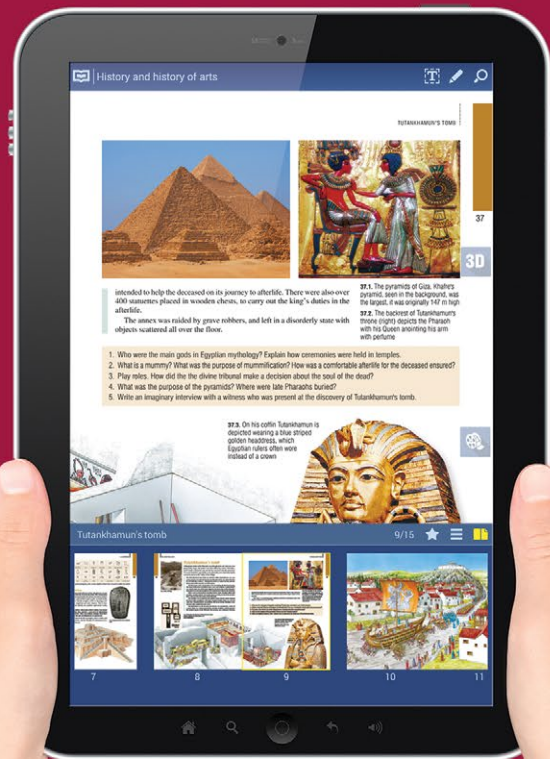 History and history of arts
TUTANKHAMUN'S TOMB
37
3D
intended to help the deceased on its journey to afterlife. There were also over
400 statuettes placed in wooden chests, to carry out the king's duties in the
afterlife.
The annex was raided by grave robbers, and left in a disorderly state with
objects scattered all over the floor.
37.1. The pyramids of Giza. Khafre's
pyramid, seen in the background, was
the largest, it was originally 147 m high
37.2. The backrest of Tutankhamun's
throne (right) depicts the Pharaoh
with his Queen anointing his arm
with perfume
1. Who were the main gods in Egyptian mythology? Explain how ceremonies were held in temples.
2. What is a mummy? What was the purpose of mummification? How was a comfortable afterlife for the deceased ensured?
3. Play roles. How did the the divine tribunal make a decision about the soul of the dead?
4. What was the purpose of the pyramids? Where were late Pharaohs buried?
5. Write an imaginary interview with a witness who was present at the discovery of Tutankhamun's tomb.
37.3. On his coffin Tutankhamun is
depicted wearing a blue striped
golden headdress, which
Egyptian rulers often wore
instead of a crown
Tutankhamun's tomb
9/15
7
8
9
10
11